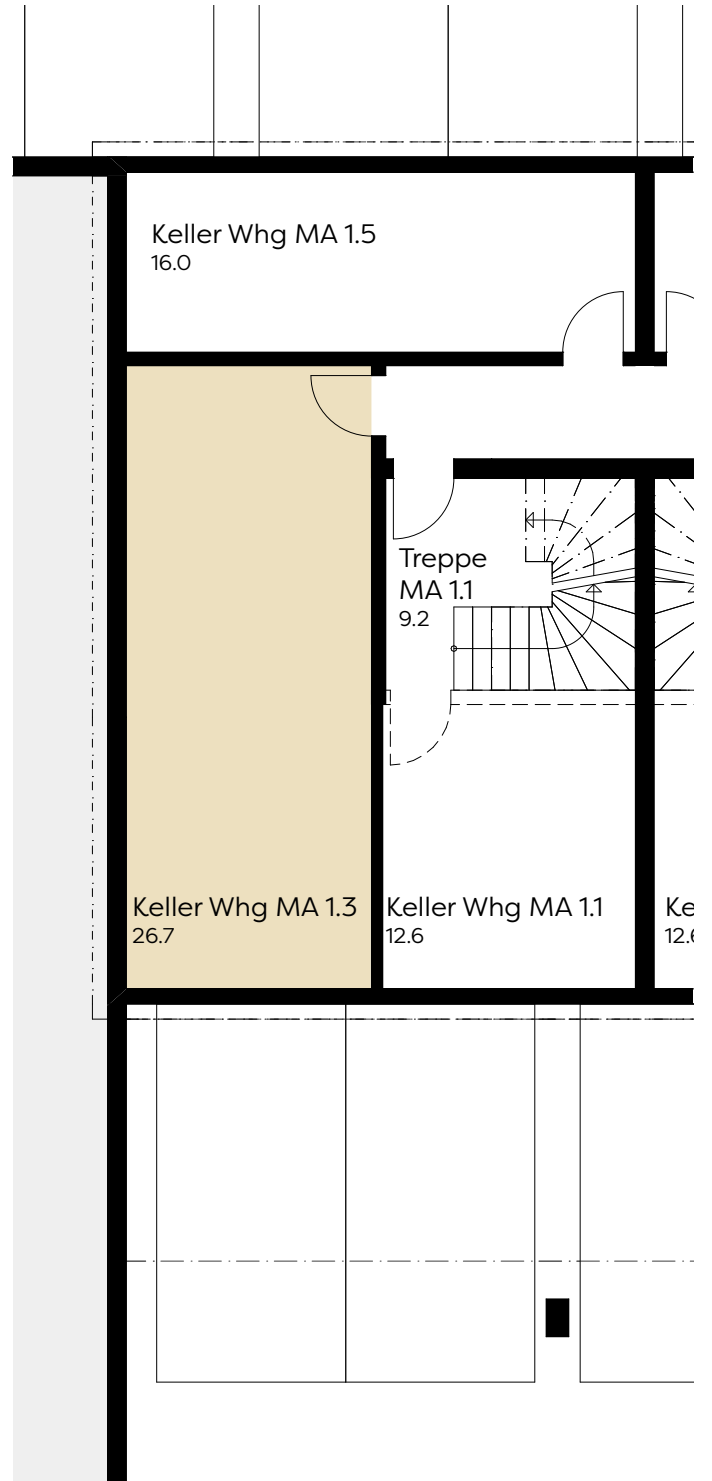 Keller Whg MA 1.5
16.0
Treppe
MA 1.1
9.2
Keller Whg MA 1.3
26.7
Keller Whg MA 1.1
12.6